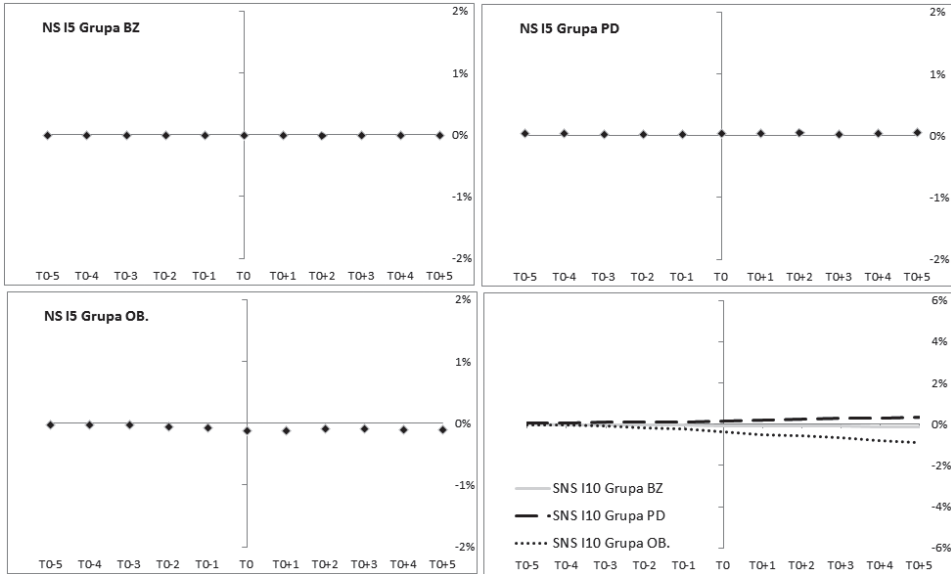 NS I5 Grupa BZ
2%
1%
0%
-1%
-2%
T0-5 T0-4 T0-3 T0-2 T0-1 T0 T0+1 T0+2 T0+3 T0+4 T0+5
NS I5 Grupa PD
2%
1%
0%
-1%
-2%
T0-5 T0-4 T0-3 T0-2 T0-1 T0 T0+1 T0+2 T0+3 T0+4 T0+5
NS I5 Grupa OB.
2%
1%
0%
-1%
-2%
T0-5 T0-4 T0-3 T0-2 T0-1 T0 T0+1 T0+2 T0+3 T0+4 T0+5
6%
4%
2%
0%
-2%
-4%
-6%
SNS I10 Grupa BZ
SNS I10 Grupa PD
SNS I10 Grupa OB.
T0-5 T0-4 T0-3 T0-2 T0-1 T0 T0+1 T0+2 T0+3 T0+4 T0+5